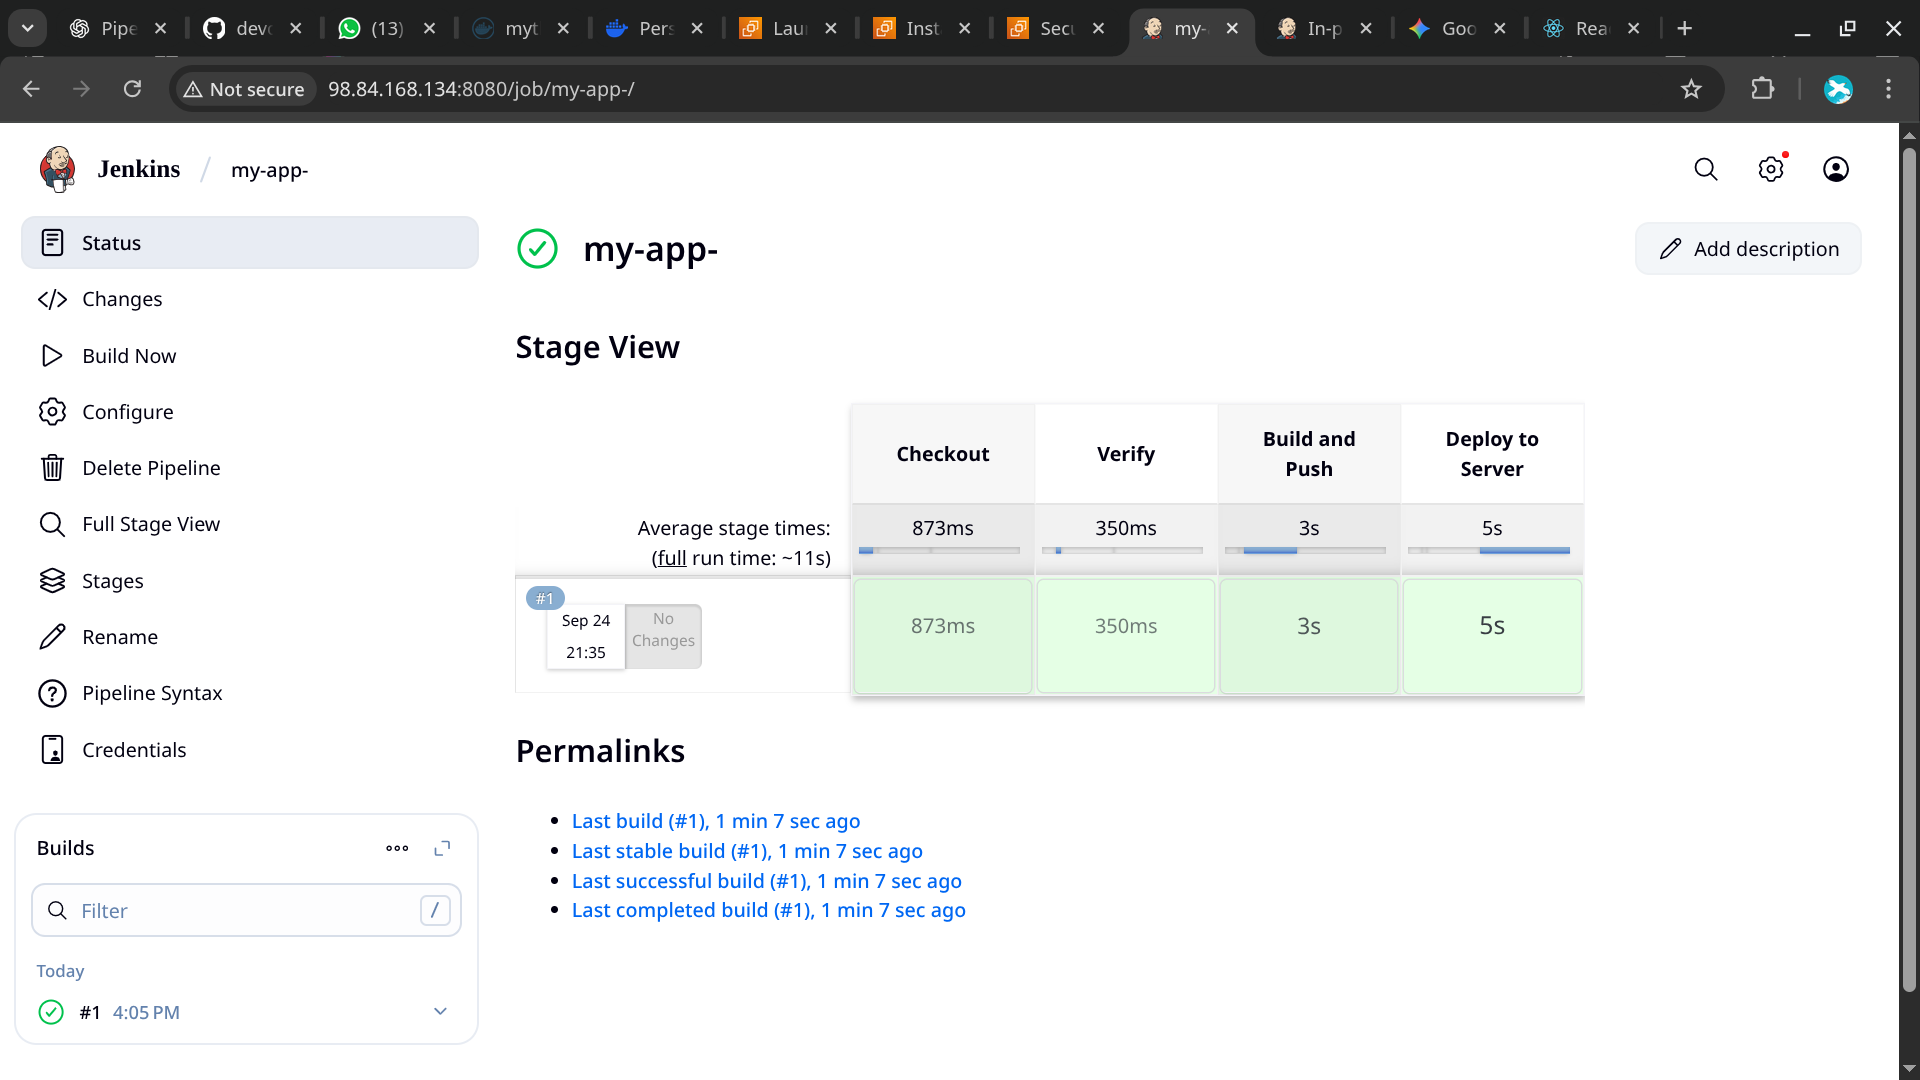 Pipe
devo
(13)
myt
Pers
Laun
Inst
Secu
my-
In-p
Goo
Rea
Not secure
98.84.168.134:8080/job/my-app-/
Jenkins / my-app-
Status
Changes
Build Now
Configure
Delete Pipeline
Full Stage View
Stages
Rename
Pipeline Syntax
Credentials
Builds
Filter /
Today
#1 4:05 PM
my-app-
Add description
Stage View
Checkout
Verify
Build and
Push
Deploy to
Server
Average stage times:
(full run time: ~11s)
873ms
350ms
3s
5s
#1
Sep 24
21:35
No
Changes
873ms
350ms
3s
5s
Permalinks
Last build (#1), 1 min 7 sec ago
Last stable build (#1), 1 min 7 sec ago
Last successful build (#1), 1 min 7 sec ago
Last completed build (#1), 1 min 7 sec ago